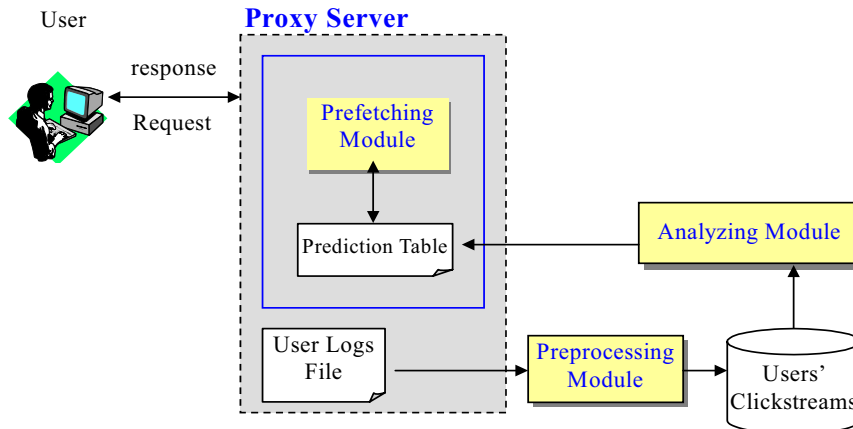 User
Proxy Server
response
Request
Prefetching
Module
Prediction Table
Analyzing Module
User Logs
File
Preprocessing
Module
Users’
Clickstreams